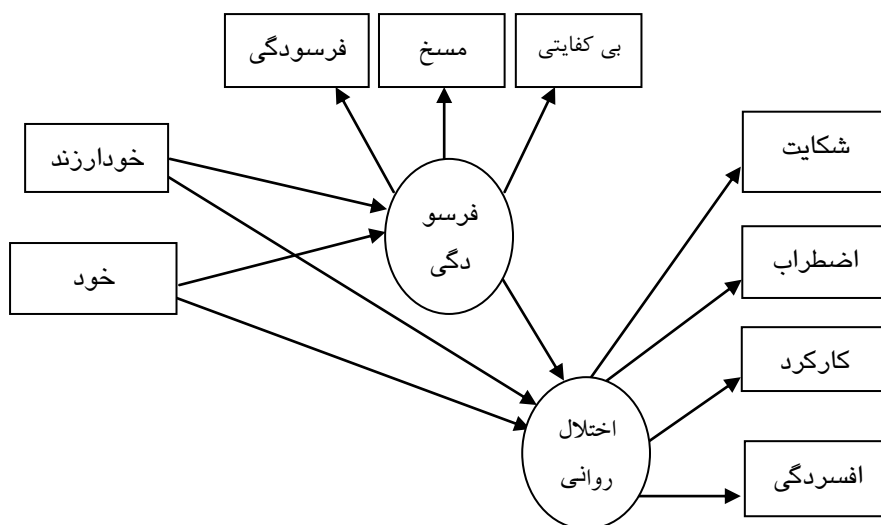 بی کفایتی
مسخ
فرسودگی
شکایت
خودارزند
فرسو
دگی
اضطراب
خود
کارکرد
اختلال
روانی
افسردگی